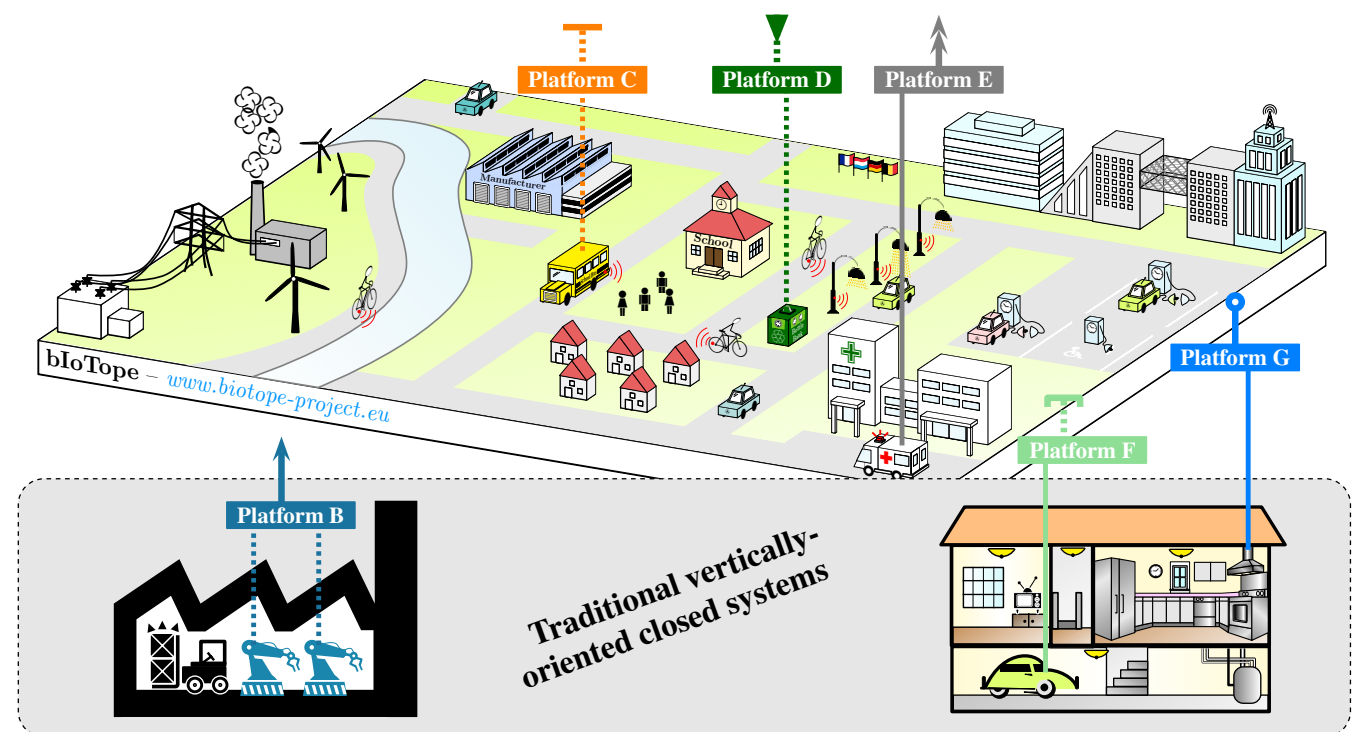 Platform C
Platform D
Platform E
Manufacturer
School
bIoTope – www.biotope-project.eu
Platform G
Platform F
Platform B
Traditional vertically-
oriented closed systems